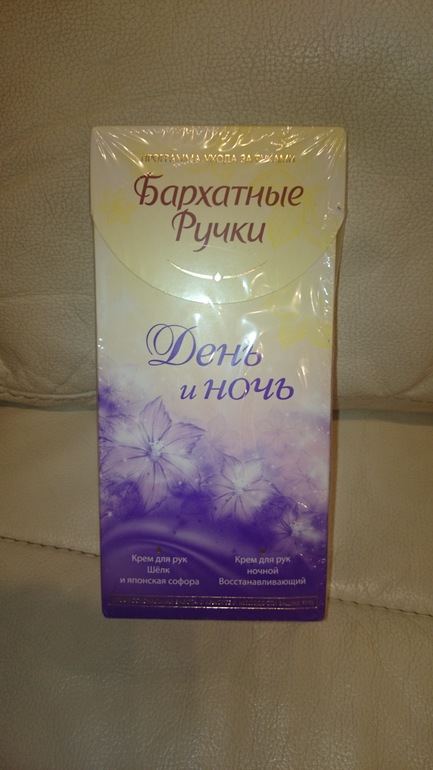 ПРОГРАММА УХОДА ЗА РУКАМИ
Бархатные
Ручки
День
и ночь
Крем для рук
Шёлк
и японская софора
Крем для рук
ночной
Восстанавливающий